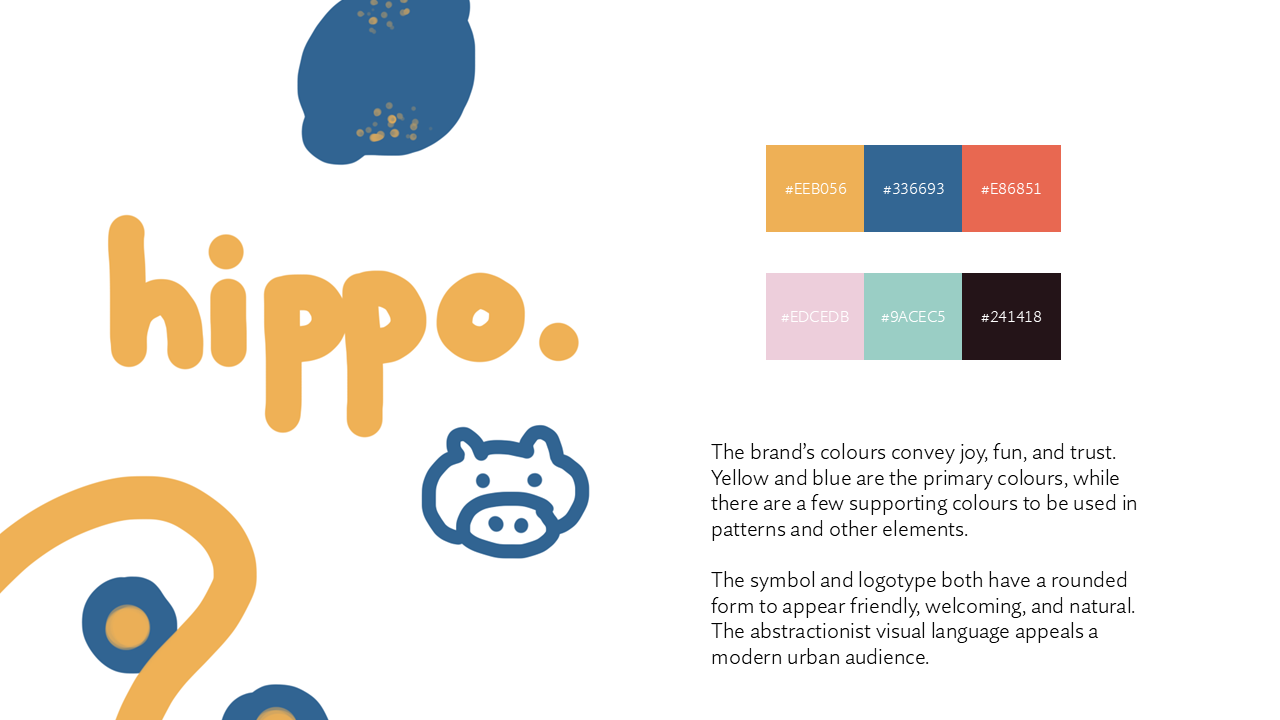 hippo.
#EEB056 #336693 #E86851
#EDCEDB #9ACEC5 #241418
The brand’s colours convey joy, fun, and trust.
Yellow and blue are the primary colours, while
there are a few supporting colours to be used in
patterns and other elements.
The symbol and logotype both have a rounded
form to appear friendly, welcoming, and natural.
The abstractionist visual language appeals a
modern urban audience.